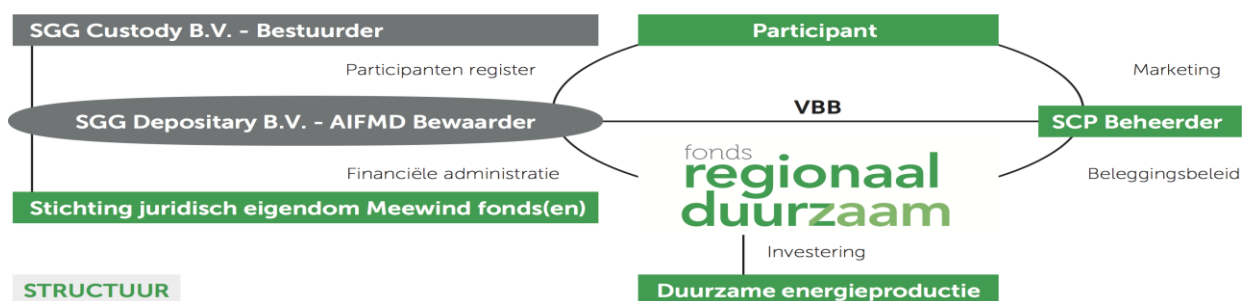 SGG Custody B.V. - Bestuurder
Participant
Participanten register
Marketing
VBB
SGG Depositary B.V. - AIFMD Bewaarder
SCP Beheerder
fonds
regionaal
duurzaam
Financiële administratie
Beleggingsbeleid
Stichting juridisch eigendom Meewind fonds(en)
Investering
STRUCTUUR
Duurzame energieproductie